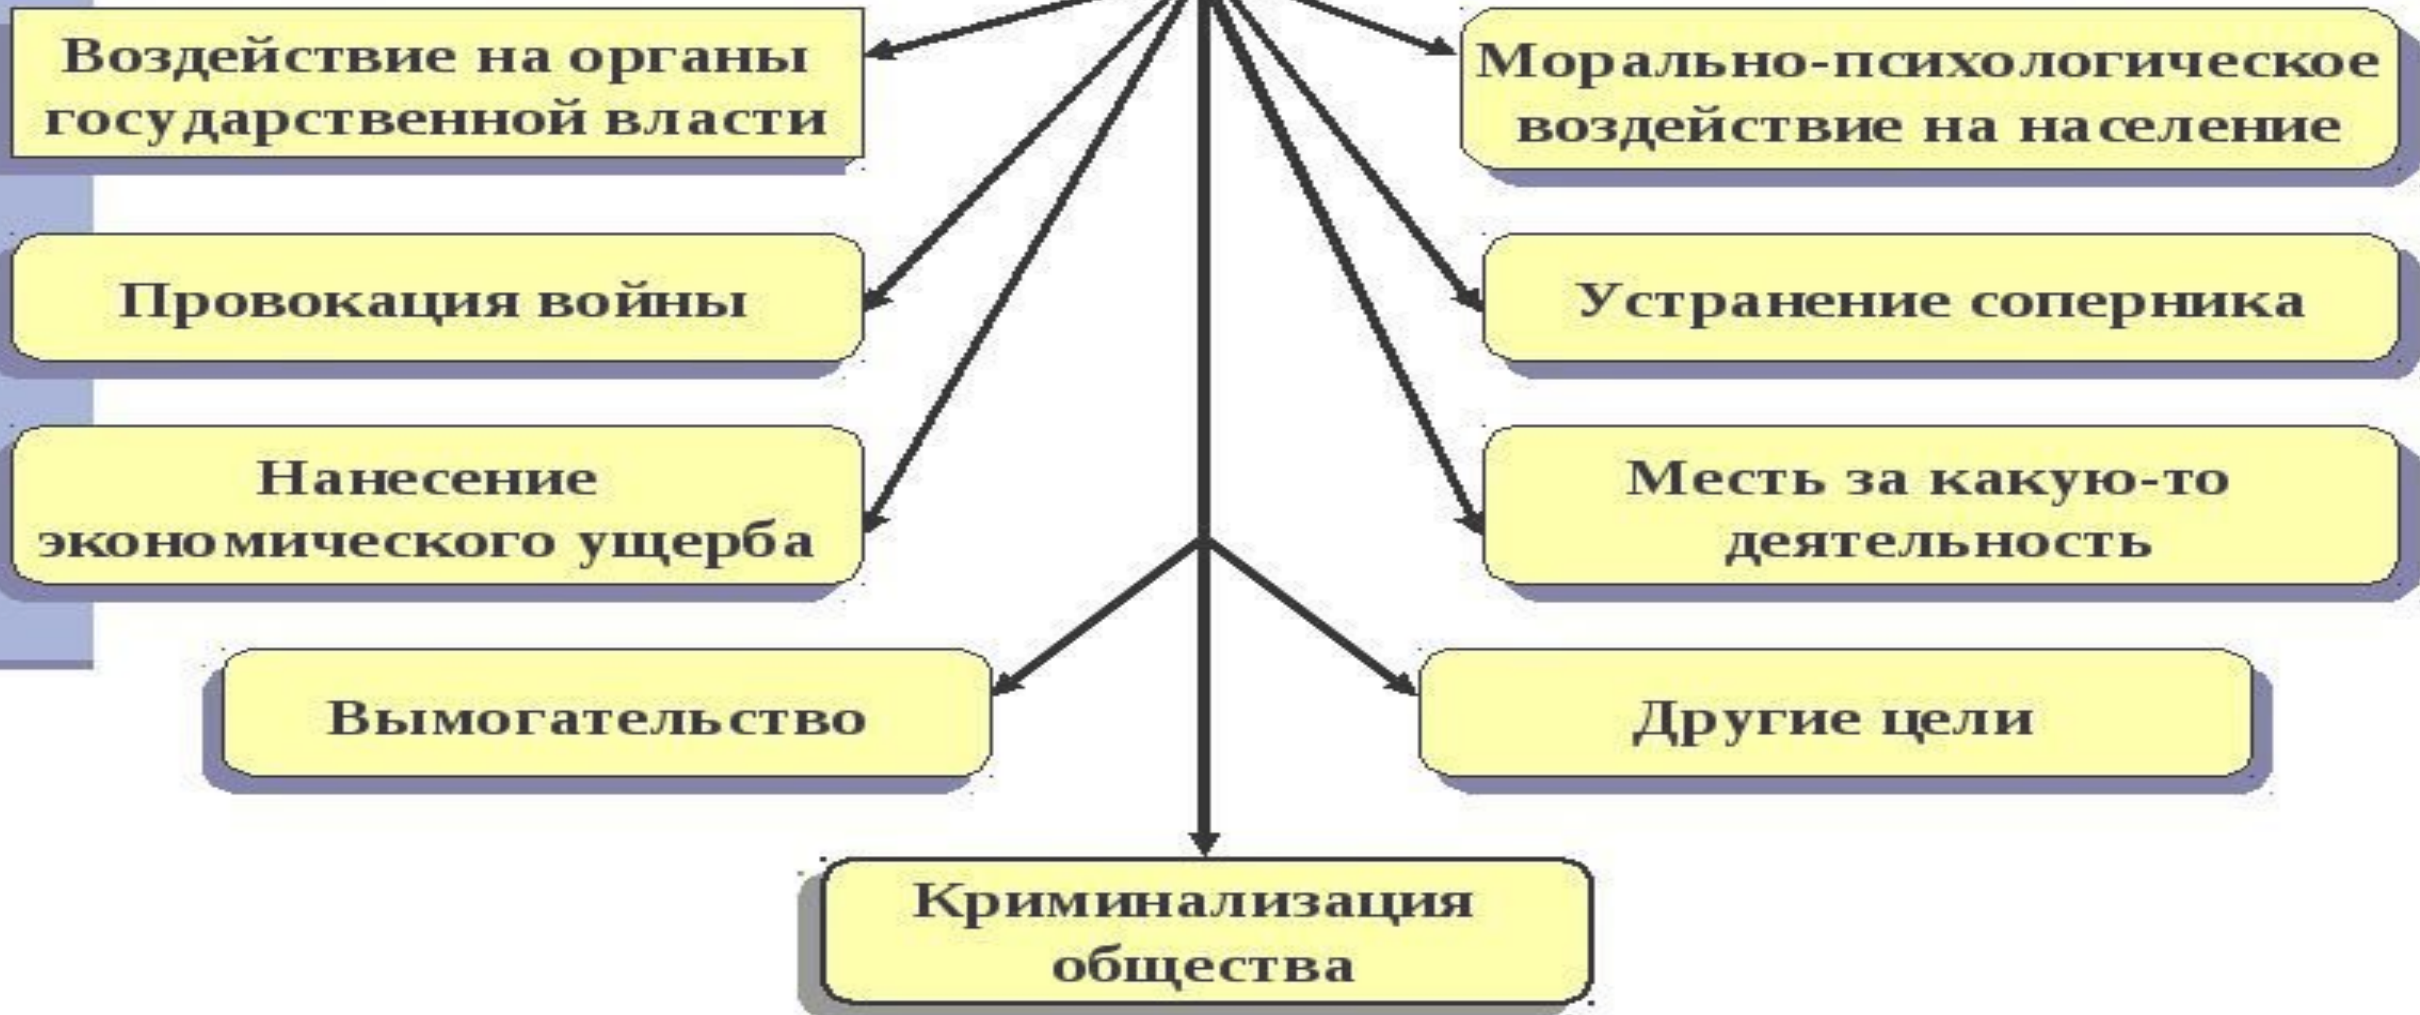 Воздействие на органы
государственной власти
Морально-психологическое
воздействие на население
Провокация войны
Устранение соперника
Нанесение
экономического ущерба
Месть за какую-то
деятельность
Вымогательство
Другие цели
Криминализация
общества